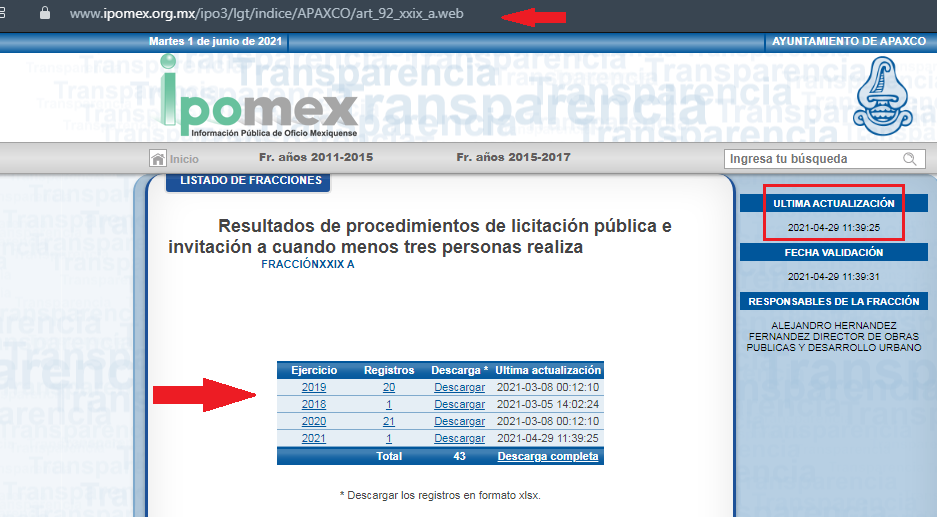 www.ipomex.org.mx/ipo3/lgt/indice/APAXCO/art_92_xxix_a.web
Martes 1 de junio de 2021
AYUNTAMIENTO DE APAXCO
Transparencia
ipomex
Información Pública de Oficio Mexiquense
Inicio
Fr. años 2011-2015
Fr. años 2015-2017
Ingresa tu búsqueda
LISTADO DE FRACCIONES
Resultados de procedimientos de licitación pública e
invitación a cuando menos tres personas realiza
FRACCIÓNXXIX A
ULTIMA ACTUALIZACIÓN
2021-04-29 11:39:25
FECHA VALIDACIÓN
2021-04-29 11:39:31
RESPONSABLES DE LA FRACCIÓN
ALEJANDRO HERNANDEZ
FERNANDEZ DIRECTOR DE OBRAS
PUBLICAS Y DESARROLLO URBANO
Ejercicio Registros Descarga * Ultima actualización
2019 20 Descargar 2021-03-08 00:12:10
2018 1 Descargar 2021-03-05 14:02:24
2020 21 Descargar 2021-03-08 00:12:10
2021 1 Descargar 2021-04-29 11:39:25
Total 43 Descarga completa
* Descargar los registros en formato xlsx.